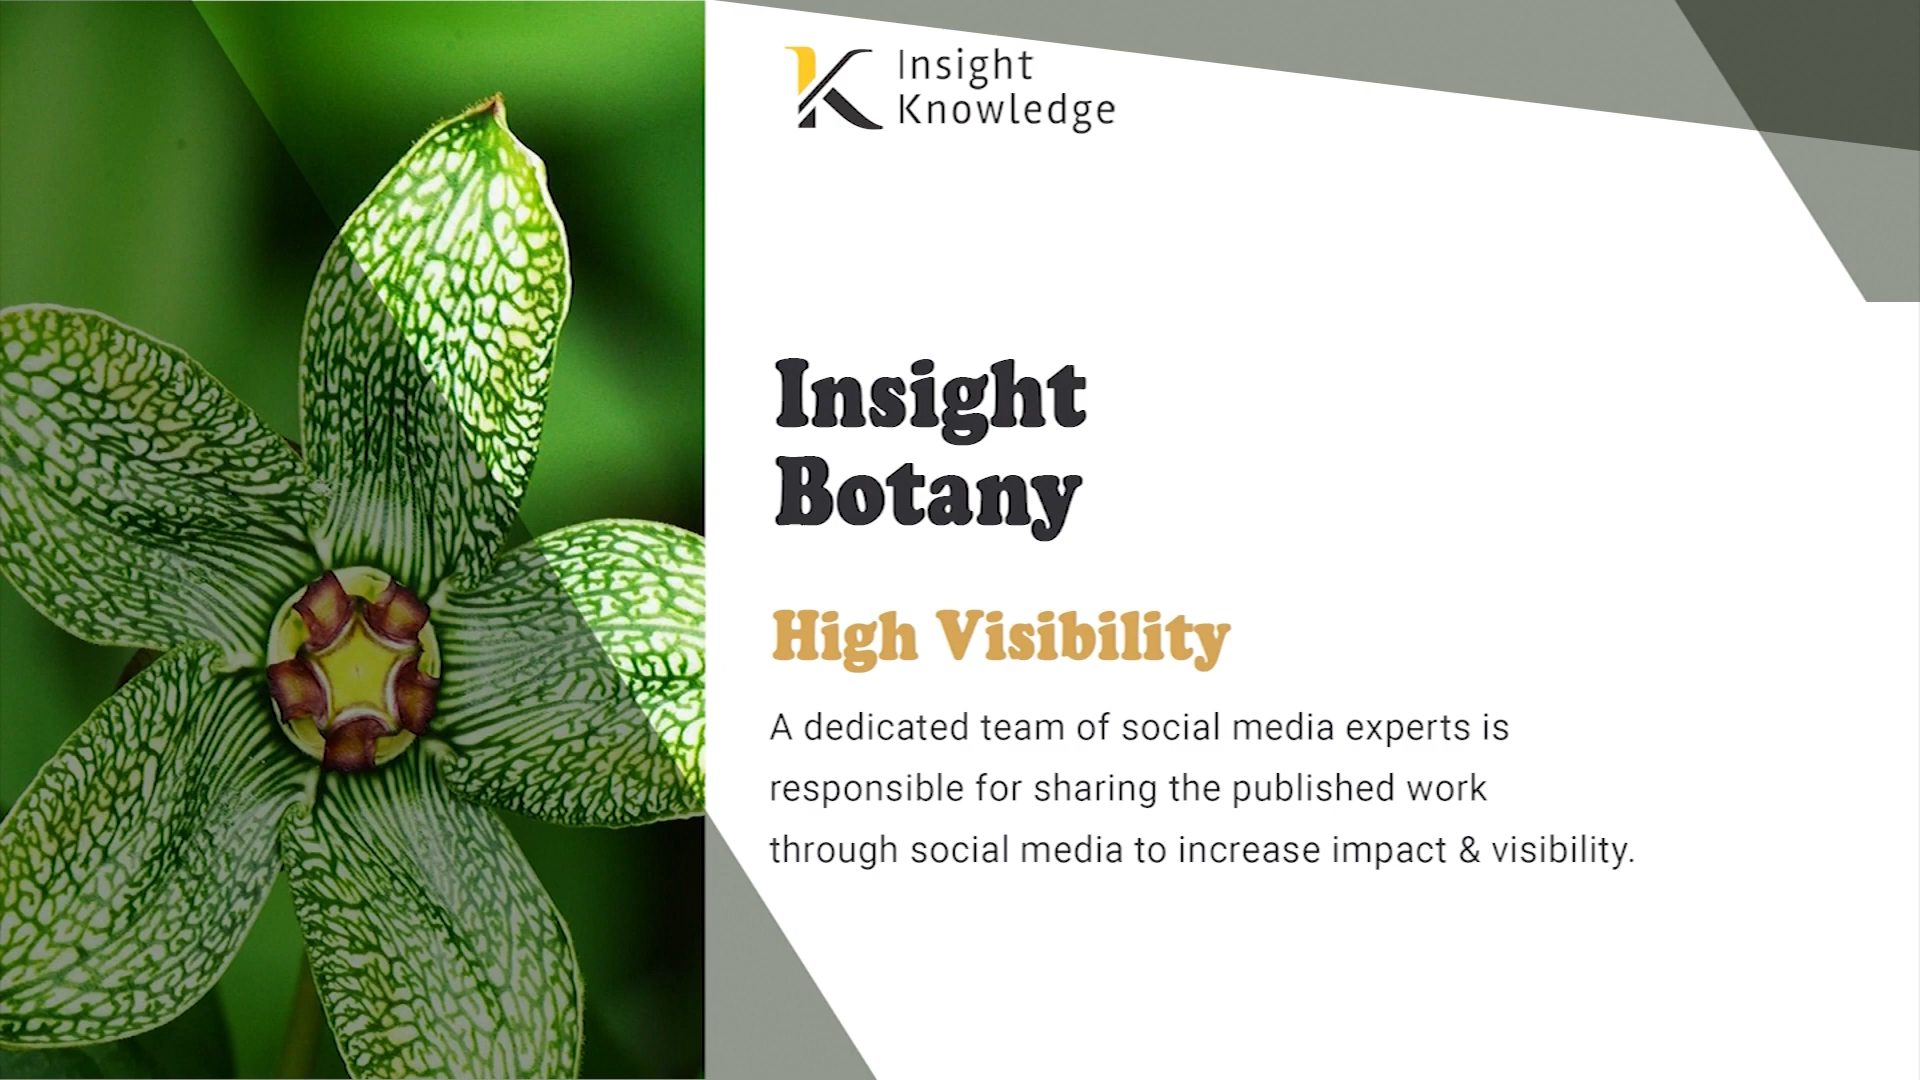 Insight
Knowledge
Insight
Botany
High Visibility
A dedicated team of social media experts is
responsible for sharing the published work
through social media to increase impact & visibility.